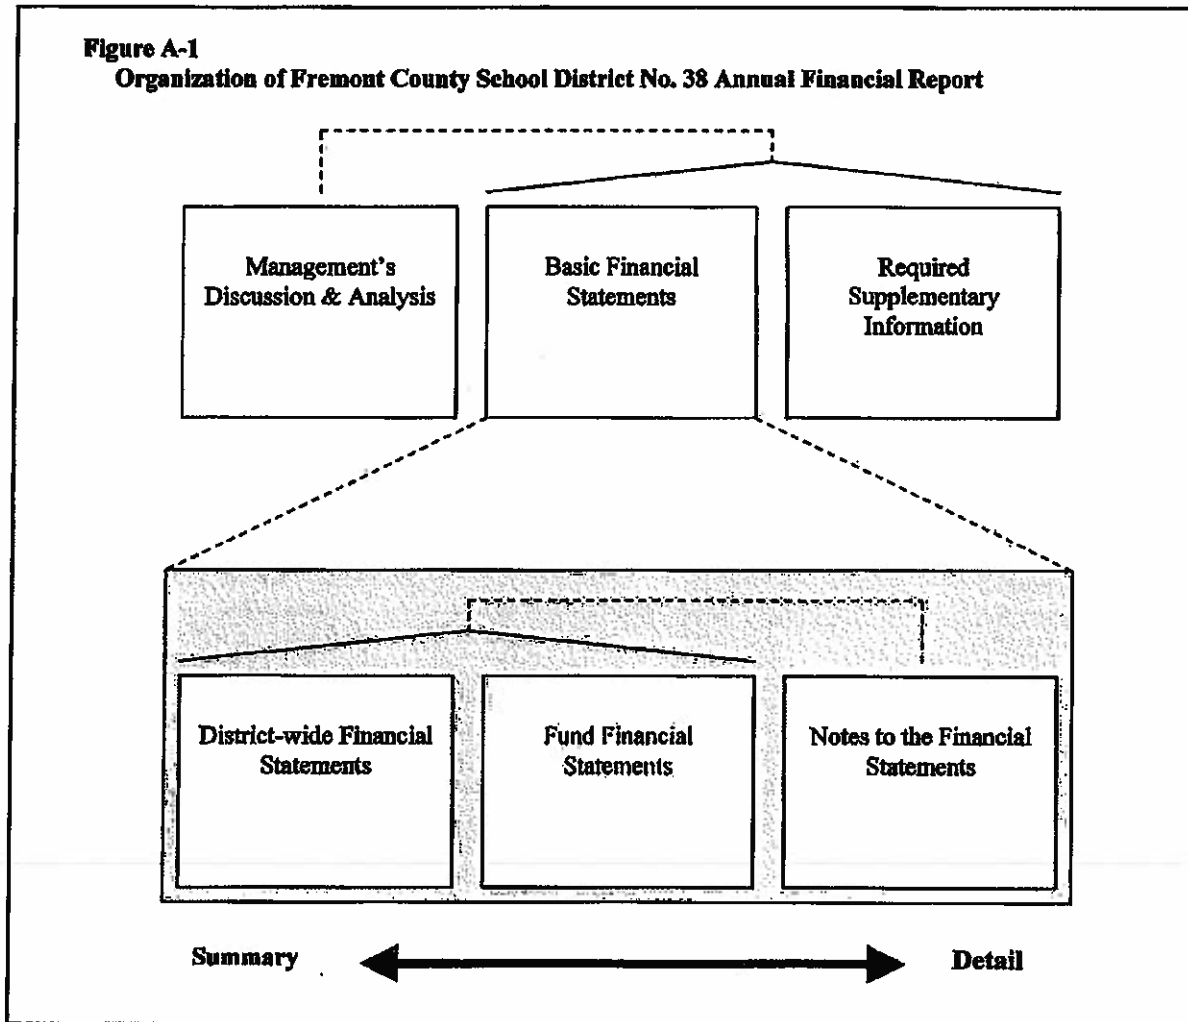 Figure A-1
Organization of Fremont County School District No. 38 Annual Financial Report
Management's
Discussion & Analysis
Basic Financial
Statements
Required
Supplementary
Information
District-wide Financial
Statements
Fund Financial
Statements
Notes to the Financial
Statements
Summary
Detail